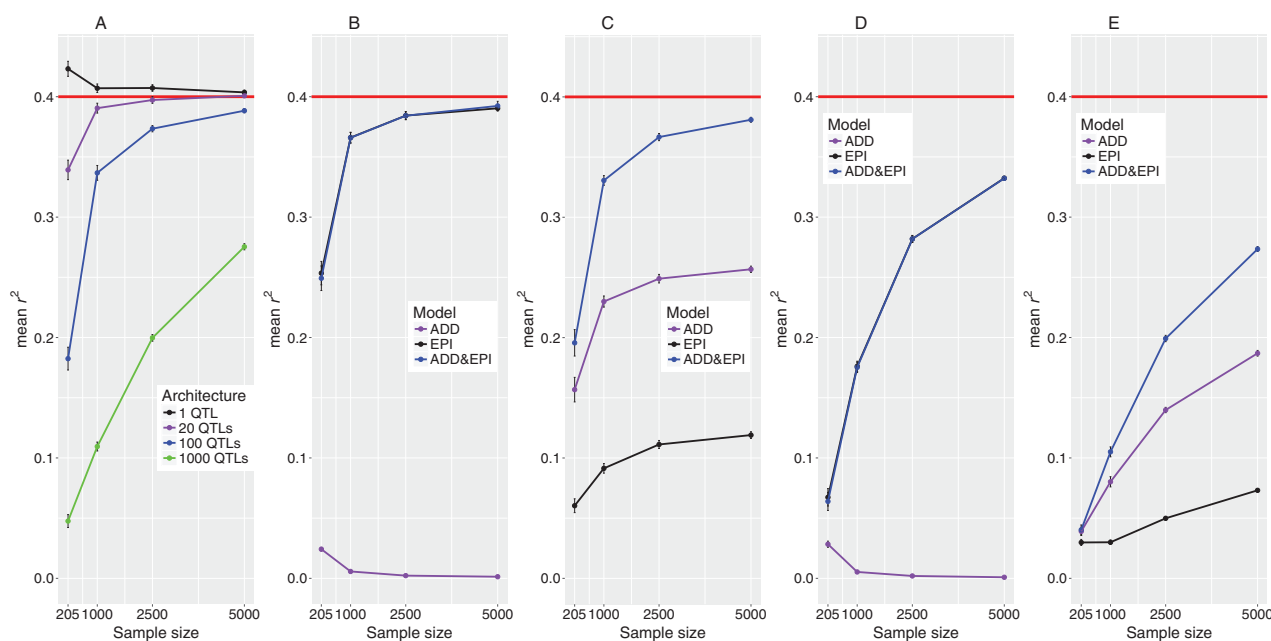 A
B
C
D
E
mean r²
0.4
0.3
0.2
0.1
0.0
Architecture
1 QTL
20 QTLs
100 QTLs
1000 QTLs
205
1000
2500
5000
Sample size
mean r²
0.4
0.3
0.2
0.1
0.0
Model
ADD
EPI
ADD&EPI
205
1000
2500
5000
Sample size
mean r²
0.4
0.3
0.2
0.1
0.0
Model
ADD
EPI
ADD&EPI
205
1000
2500
5000
Sample size
mean r²
0.4
0.3
0.2
0.1
0.0
Model
ADD
EPI
ADD&EPI
205
1000
2500
5000
Sample size
mean r²
0.4
0.3
0.2
0.1
0.0
Model
ADD
EPI
ADD&EPI
205
1000
2500
5000
Sample size